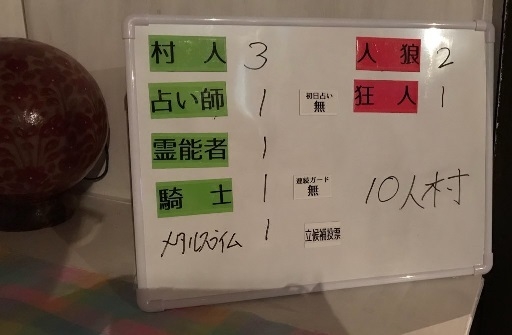 村人 3 人狼 2
占い師 1 初日占い 無 狂人 1
霊能者 1
騎士 1 連続ガード 無 10人村
メタルスライム 1 立候補投票